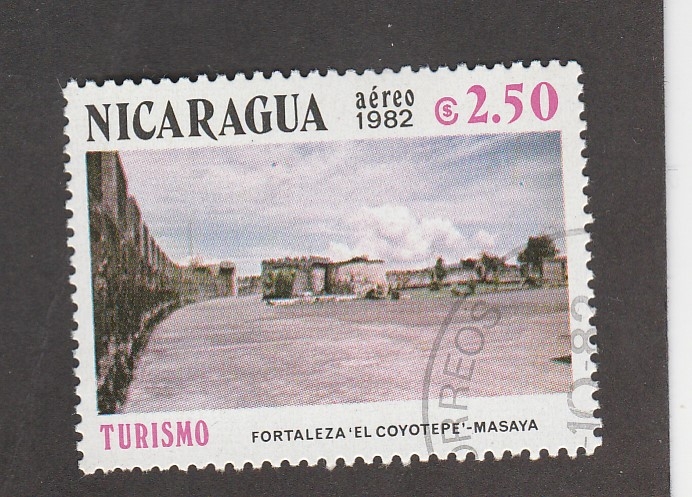 NICARAGUA aéreo 1982 C$ 2.50
TURISMO FORTALEZA 'EL COYOTEPE'-MASAYA